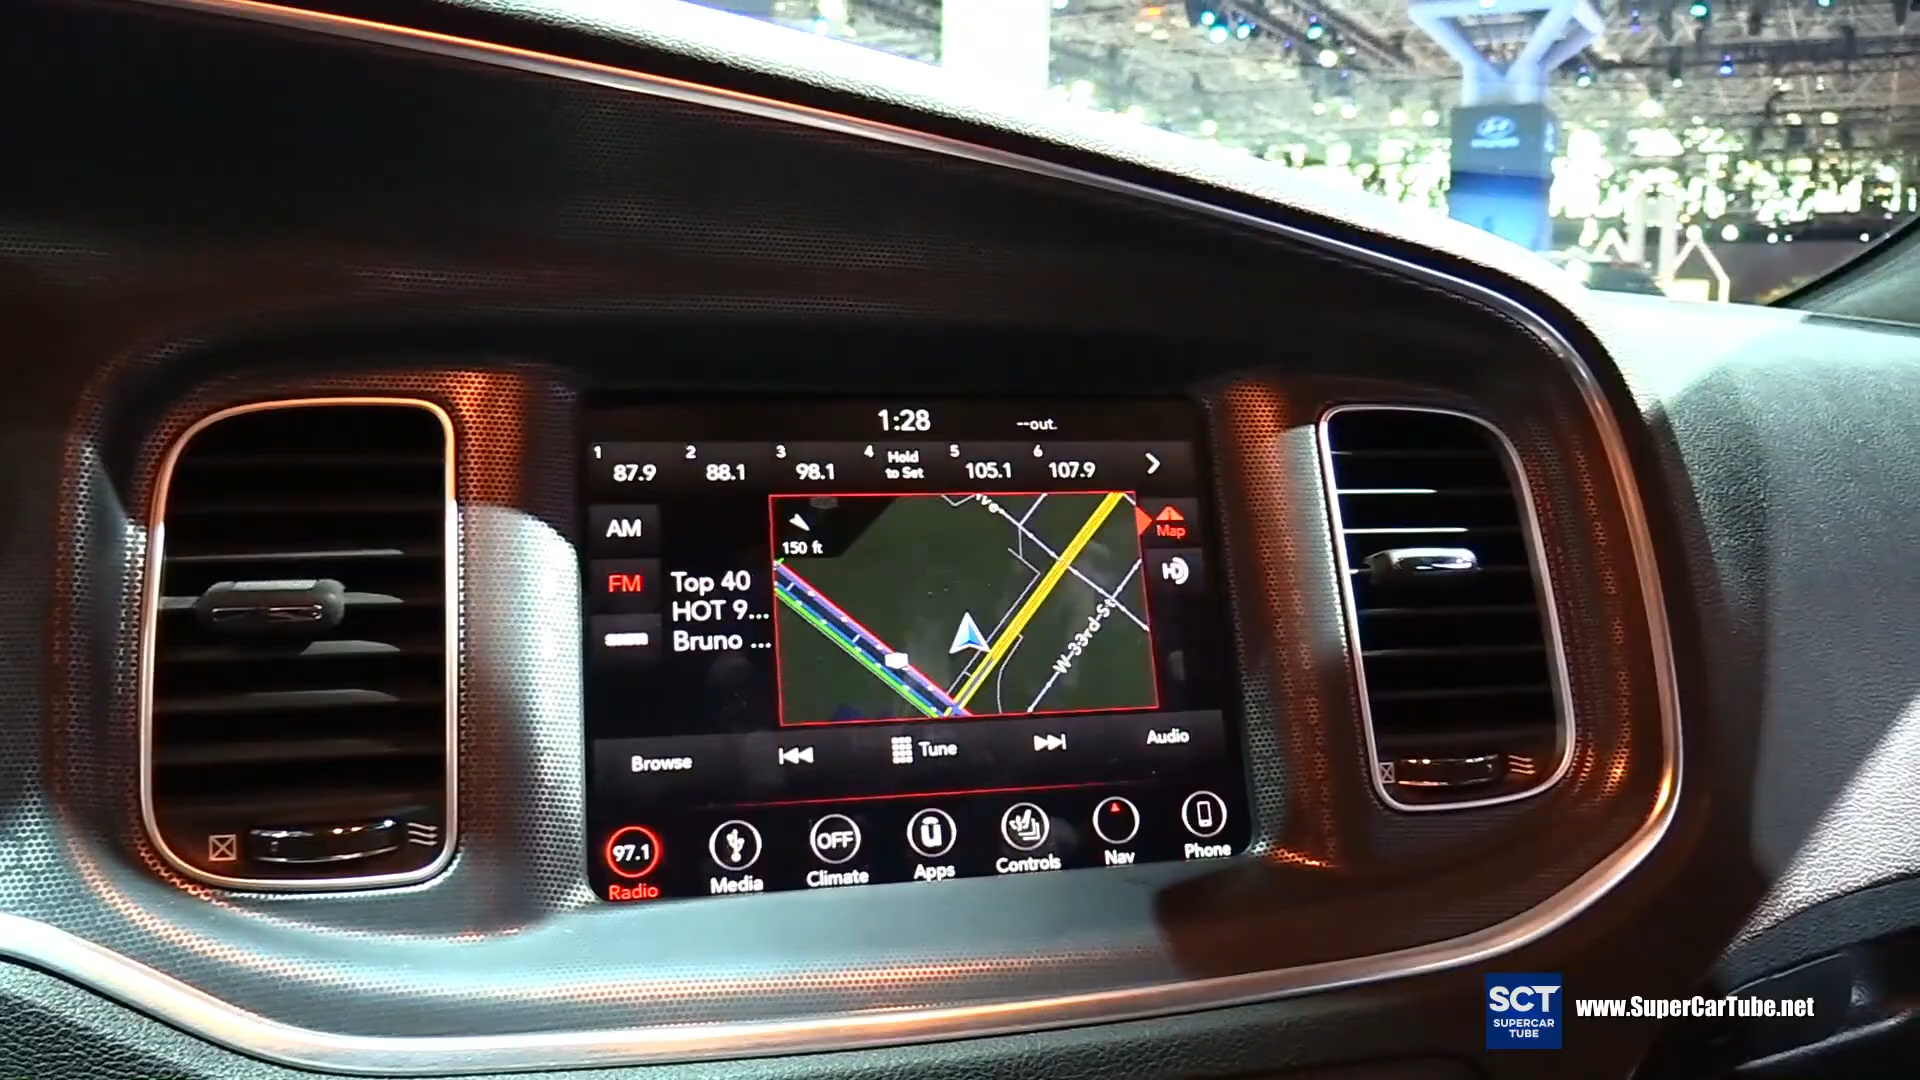 1:28 --out.
1 87.9 2 88.1 3 98.1 4 Hold to Set 5 105.1 6 107.9
AM
FM
Top 40
HOT 9...
Bruno ...
150 ft
W-33rd-St
Map
HD
Browse Tune Audio
97.1 OFF
Radio Media Climate Apps Controls Nav Phone
SCT
SUPERCAR
TUBE
www.SuperCarTube.net